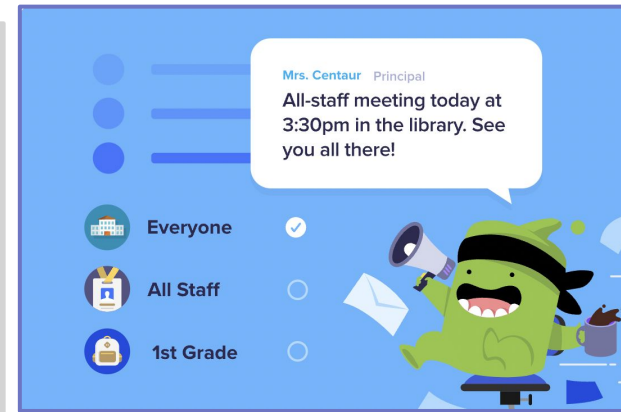 Mrs. Centaur Principal
All-staff meeting today at
3:30pm in the library. See
you all there!
Everyone
All Staff
1st Grade